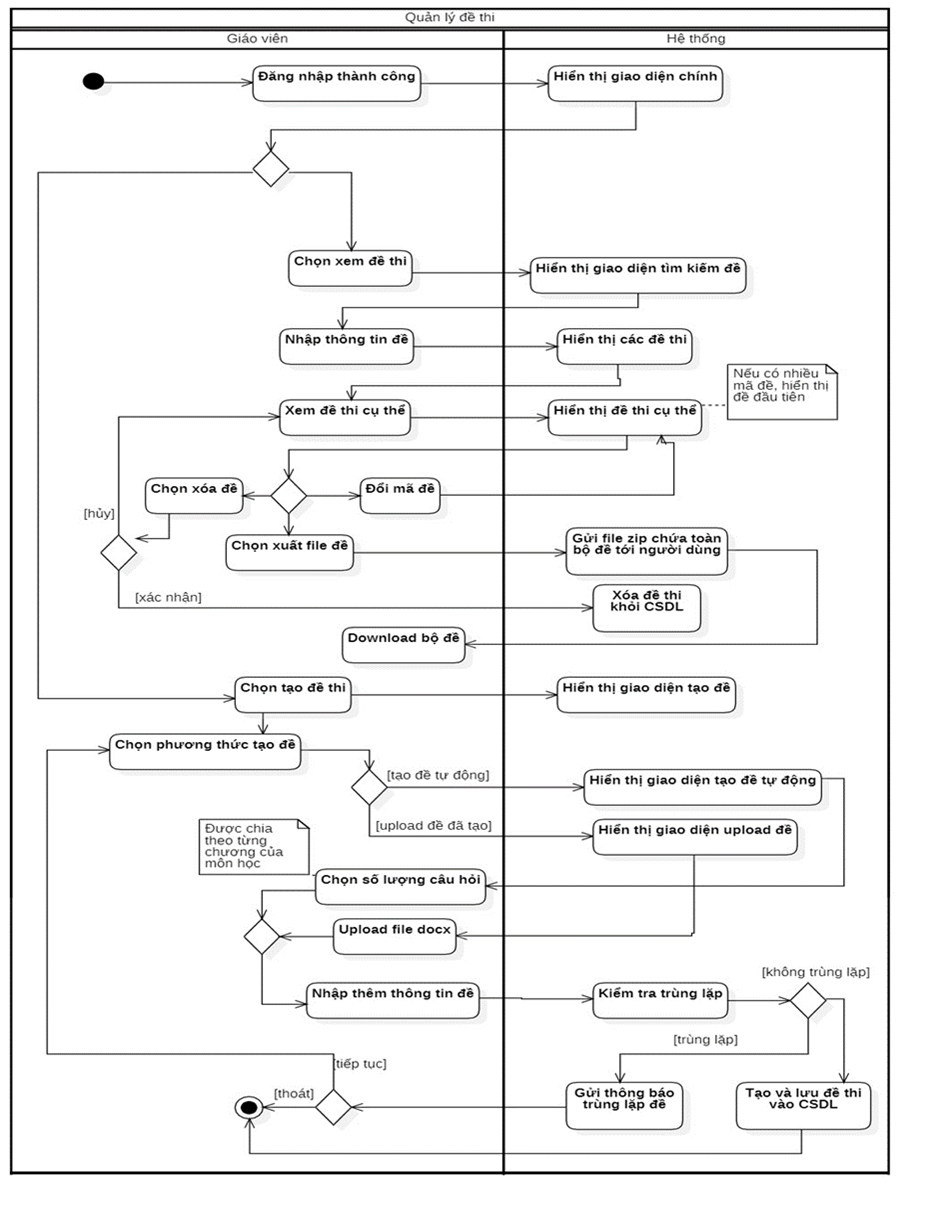 Quản lý đề thi
Giáo viên
Hệ thống
Đăng nhập thành công
Hiển thị giao diện chính
Chọn xem đề thi
Hiển thị giao diện tìm kiếm đề
Nhập thông tin đề
Hiển thị các đề thi
Nếu có nhiều
mã đề, hiển thị
đề đầu tiên
Xem đề thi cụ thể
Hiển thị đề thi cụ thể
Chọn xóa đề
Đổi mã đề
[hủy]
Chọn xuất file đề
Gửi file zip chứa toàn
bộ đề tới người dùng
[xác nhận]
Xóa đề thi
khỏi CSDL
Download bộ đề
Chọn tạo đề thi
Hiển thị giao diện tạo đề
Chọn phương thức tạo đề
[tạo đề tự động]
Hiển thị giao diện tạo đề tự động
[upload đề đã tạo]
Hiển thị giao diện upload đề
Được chia
theo từng
chương của
môn học
Chọn số lượng câu hỏi
Upload file docx
[không trùng lặp]
Nhập thêm thông tin đề
Kiểm tra trùng lặp
[trùng lặp]
[tiếp tục]
[thoát]
Gửi thông báo
trùng lặp đề
Tạo và lưu đề thi
vào CSDL